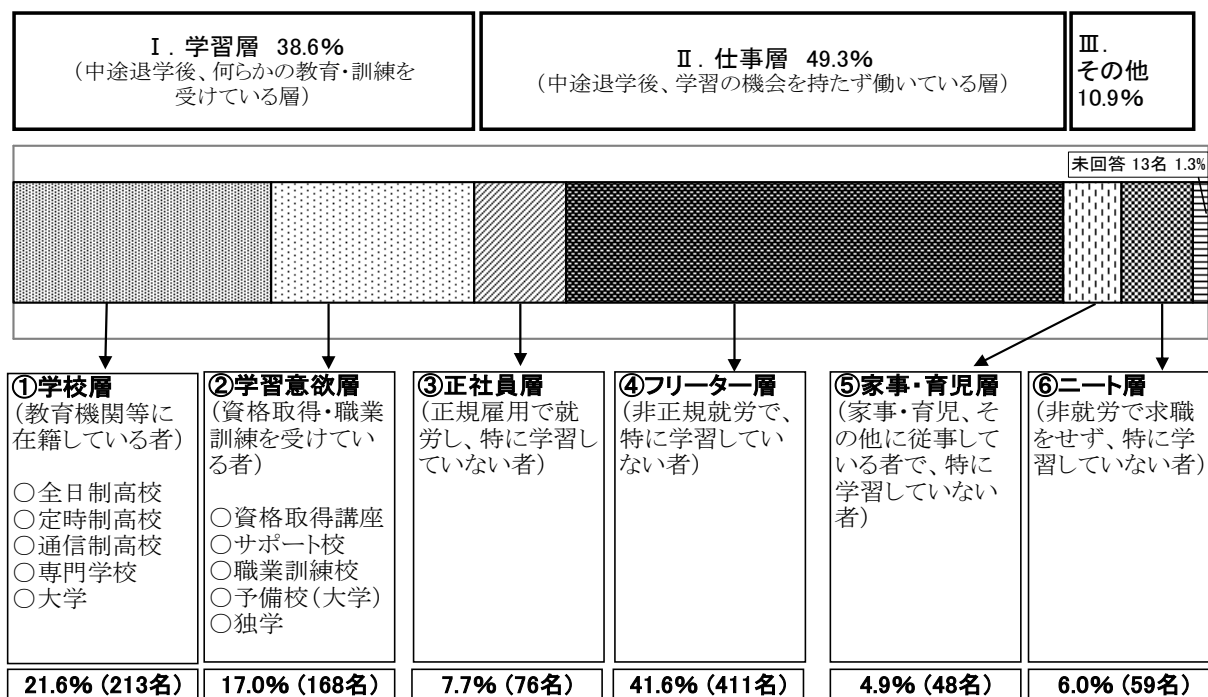 Ⅰ. 学習層 38.6%
(中途退学後、何らかの教育・訓練を
受けている層)
Ⅱ. 仕事層 49.3%
(中途退学後、学習の機会を持たず働いている層)
Ⅲ.
その他
10.9%
未回答 13名 1.3%
①学校層
(教育機関等に
在籍している者)
○全日制高校
○定時制高校
○通信制高校
○専門学校
○大学
21.6% (213名)
②学習意欲層
(資格取得・職業
訓練を受けてい
る者)
○資格取得講座
○サポート校
○職業訓練校
○予備校(大学)
○独学
17.0% (168名)
③正社員層
(正規雇用で就
労し、特に学習し
ていない者)
7.7% (76名)
④フリーター層
(非正規就労で、
特に学習してい
ない者)
41.6% (411名)
⑤家事・育児層
(家事・育児、そ
の他に従事して
いる者で、特に
学習していない
者)
4.9% (48名)
⑥ニート層
(非就労で求職
をせず、特に学
習していない者)
6.0% (59名)